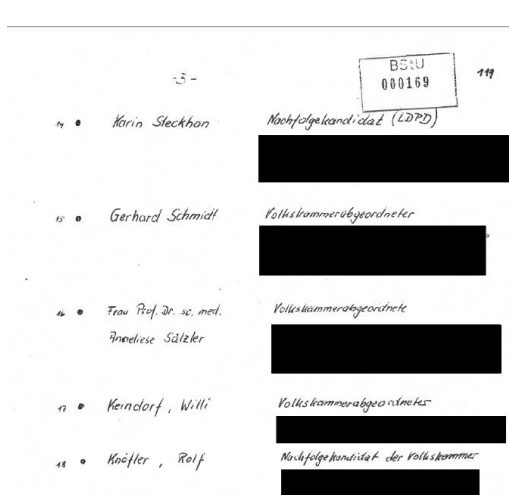 -3-
BStU
000169
119
14 • Karin Steckhan Nachfolgekandidat (LDPD)
15 • Gerhard Schmidt Volkskammerabgeordneter
16 • Frau Prof. Dr. sc. med. Volkskammerabgeordnete
Anneliese Sälzler
17 • Keindorf, Willi Volkskammerabgeordneter
18 • Knöfler, Rolf Nachfolgekandidat der Volkskammer